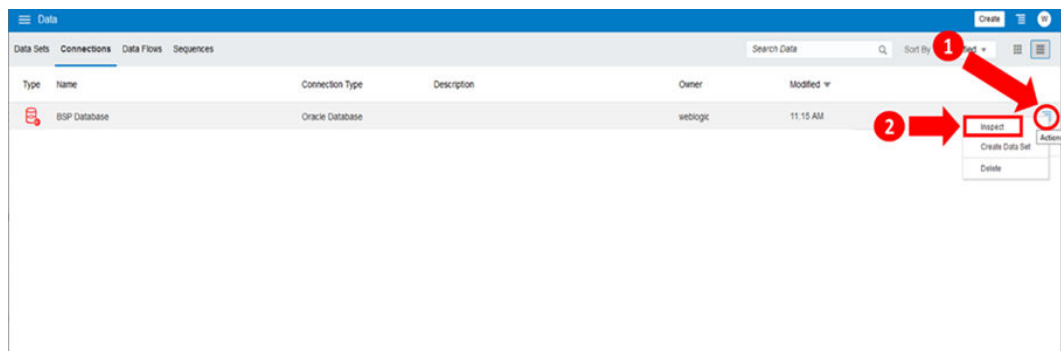 Data
Create
W
Data Sets Connections Data Flows Sequences
Search Data
Sort By
1
Type Name Connection Type Description Owner Modified
BSP Database Oracle Database weblogic 11:15 AM
2
Inspect
Action
Create Data Set
Delete